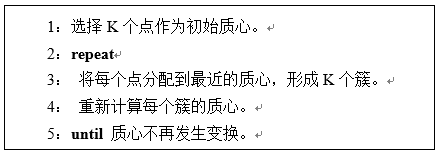 1：选择 K 个点作为初始质心。
2：repeat
3： 将每个点分配到最近的质心，形成 K 个簇。
4： 重新计算每个簇的质心。
5：until 质心不再发生变换。